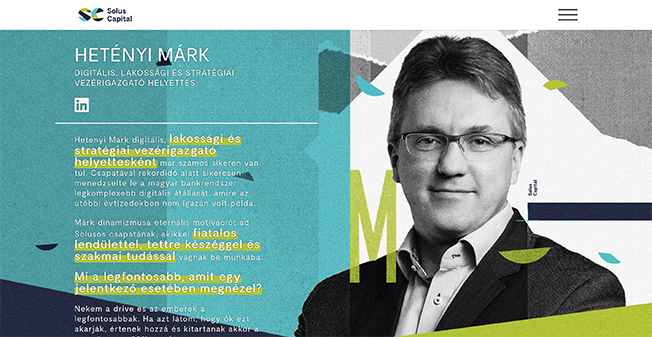 Solus
Capital
HETÉNYI MÁRK
DIGITÁLIS, LAKOSSÁGI ÉS STRATÉGIAI
VEZÉRIGAZGATÓ HELYETTES
in
Hetényi Márk digitális, lakossági és
stratégiai vezérigazgató
helyettesként már számos sikeren van
túl. Csapatával rekordidő alatt sikeresen
menedzselte le a magyar bankrendszer
legkomplexebb digitális átállását, amire az
utóbbi évtizedekben nem igazán volt példa.
Márk dinamizmusa eternális motivációt ad
Solusos csapatának, akikkel fiatalos
lendülettel, tettre készéggel és
szakmai tudással vágnak be munkába.
Mi a legfontosabb, amit egy
jelentkező esetében megnézel?
Nekem a drive és az emberek a
legfontosabbak. Ha azt látom, hogy ők ezt
akarják, értenek hozzá és kitartanak akkor a
M
Solus
Capital